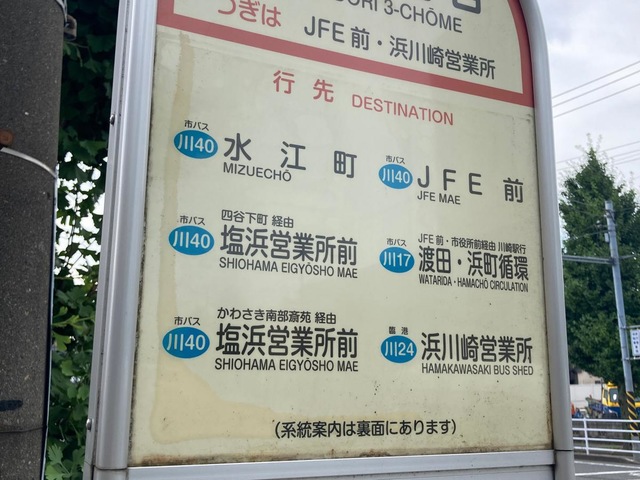 ORI 3-CHŌME
つぎは JFE前・浜川崎営業所
行先 DESTINATION
市バス
川40 水江町
MIZUECHŌ
市バス
川40 JFE前
JFE MAE
市バス 四谷下町 経由
川40 塩浜営業所前
SHIOHAMA EIGYŌSHO MAE
市バス JFE前・市役所前経由 川崎駅行
川17 渡田・浜町循環
WATARIDA・HAMACHŌ CIRCULATION
市バス かわさき南部斎苑 経由
川40 塩浜営業所前
SHIOHAMA EIGYŌSHO MAE
臨港
川24 浜川崎営業所
HAMAKAWASAKI BUS SHED
(系統案内は裏面にあります)